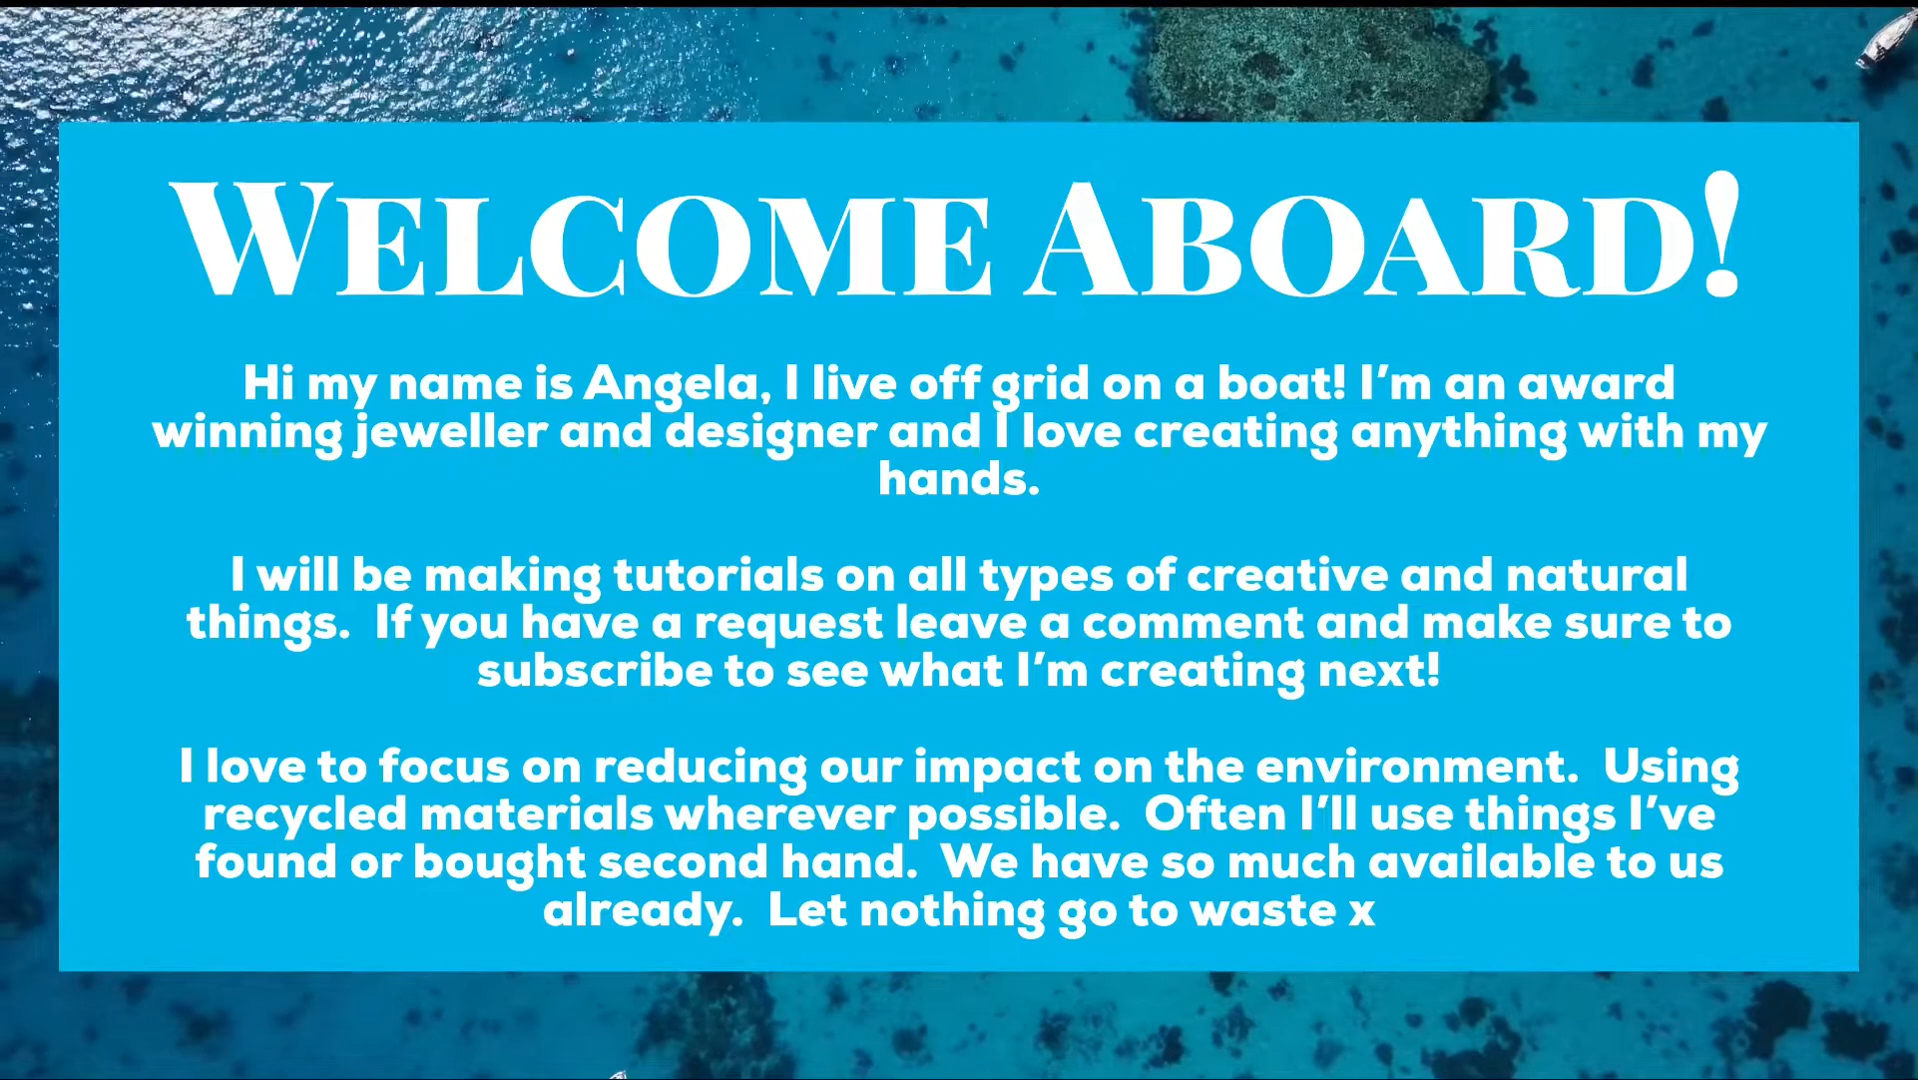 WELCOME ABOARD!
Hi my name is Angela, I live off grid on a boat! I’m an award
winning jeweller and designer and I love creating anything with my
hands.
I will be making tutorials on all types of creative and natural
things.  If you have a request leave a comment and make sure to
subscribe to see what I’m creating next!
I love to focus on reducing our impact on the environment.  Using
recycled materials wherever possible.  Often I’ll use things I’ve
found or bought second hand.  We have so much available to us
already.  Let nothing go to waste x